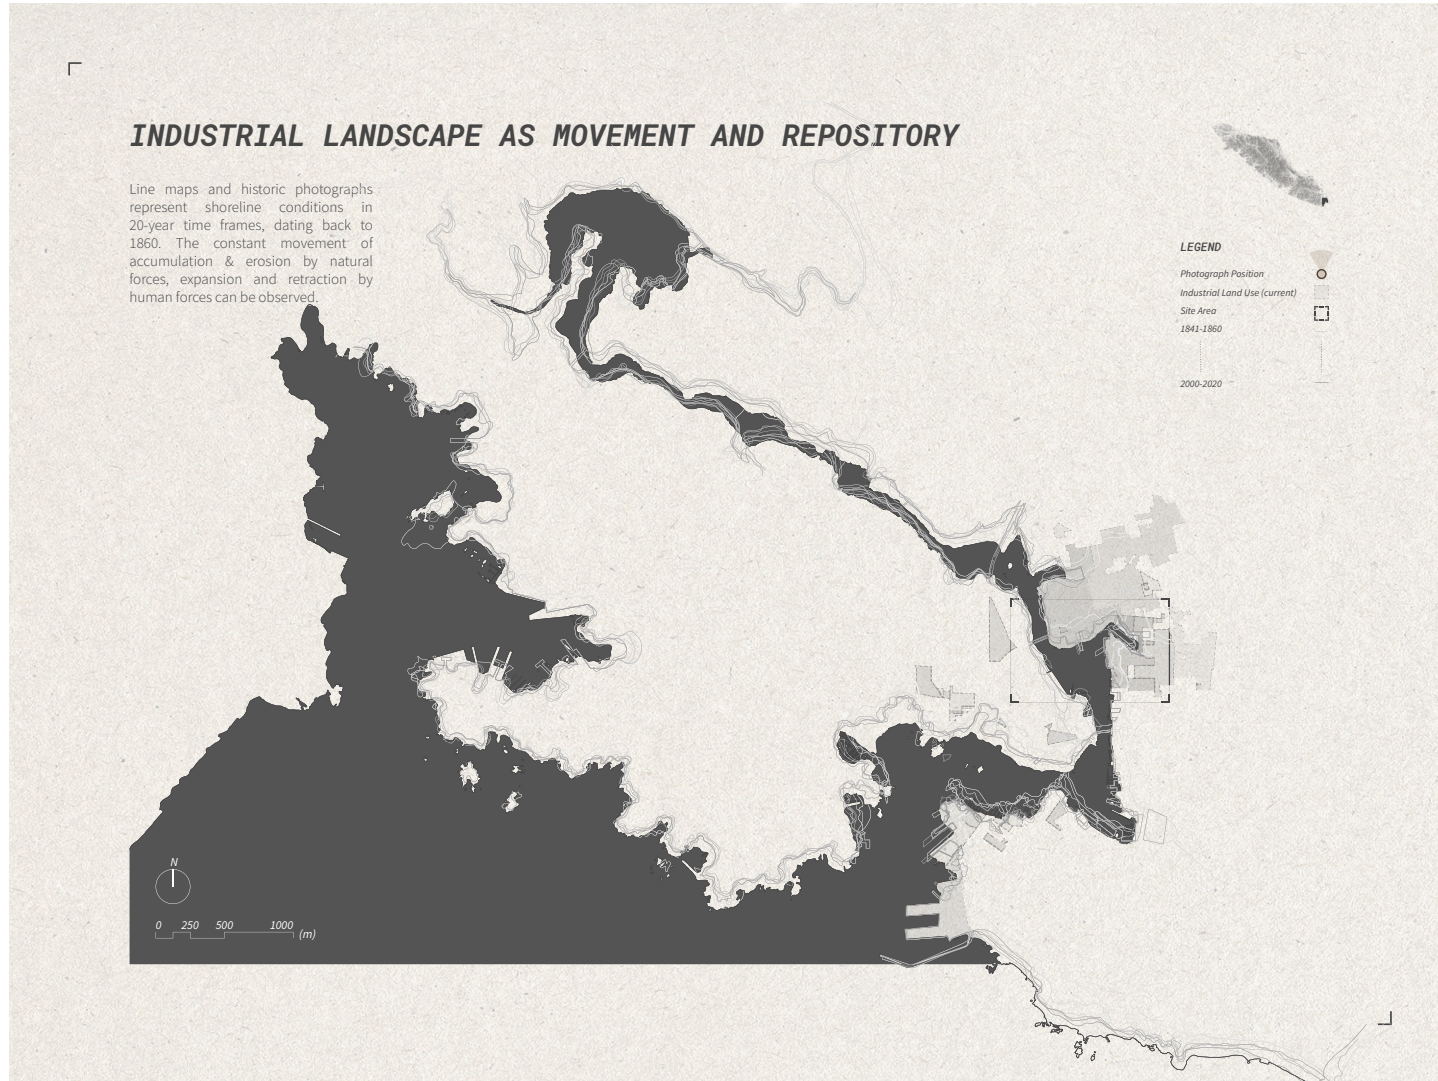 INDUSTRIAL LANDSCAPE AS MOVEMENT AND REPOSITORY
Line maps and historic photographs
represent shoreline conditions in
20-year time frames, dating back to
1860. The constant movement of
accumulation & erosion by natural
forces, expansion and retraction by
human forces can be observed.
LEGEND
Photograph Position
Industrial Land Use (current)
Site Area
1841-1860
2000-2020
N
0 250 500 1000 (m)